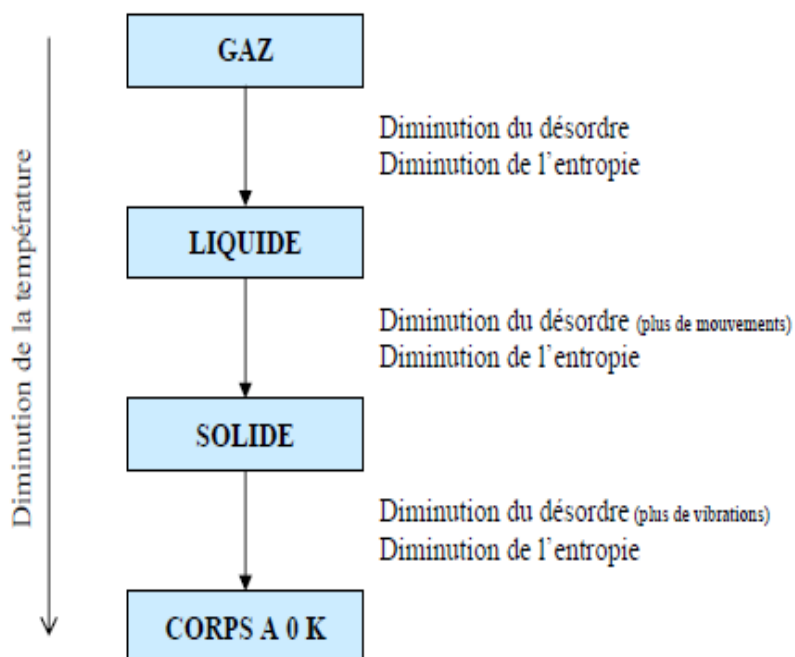 GAZ
Diminution du désordre
Diminution de l'entropie
LIQUIDE
Diminution du désordre (plus de mouvements)
Diminution de l'entropie
SOLIDE
Diminution du désordre (plus de vibrations)
Diminution de l'entropie
CORPS A 0 K
Diminution de la température